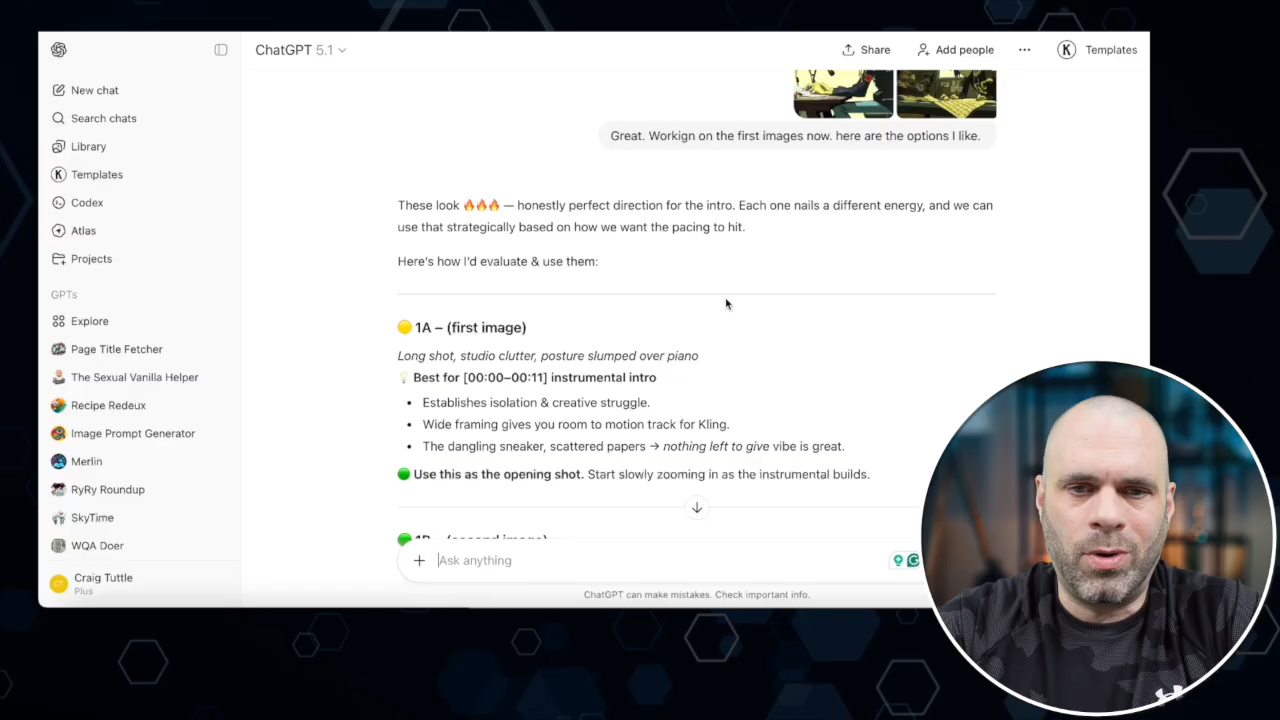 ChatGPT 5.1
Share
Add people
K Templates
New chat
Search chats
Library
K Templates
Codex
Atlas
Projects
GPTs
Explore
Page Title Fetcher
The Sexual Vanilla Helper
Recipe Redeux
Image Prompt Generator
Merlin
RyRy Roundup
SkyTime
WQA Doer
Craig Tuttle
Plus
Great. Workign on the first images now. here are the options I like.
These look 🔥🔥🔥 — honestly perfect direction for the intro. Each one nails a different energy, and we can
use that strategically based on how we want the pacing to hit.
Here's how I'd evaluate & use them:
🟡 1A – (first image)
Long shot, studio clutter, posture slumped over piano
💡 Best for [00:00–00:11] instrumental intro
• Establishes isolation & creative struggle.
• Wide framing gives you room to motion track for Kling.
• The dangling sneaker, scattered papers → nothing left to give vibe is great.
🟢 Use this as the opening shot. Start slowly zooming in as the instrumental builds.
🟢 1B – (second image)
Ask anything
ChatGPT can make mistakes. Check important info.